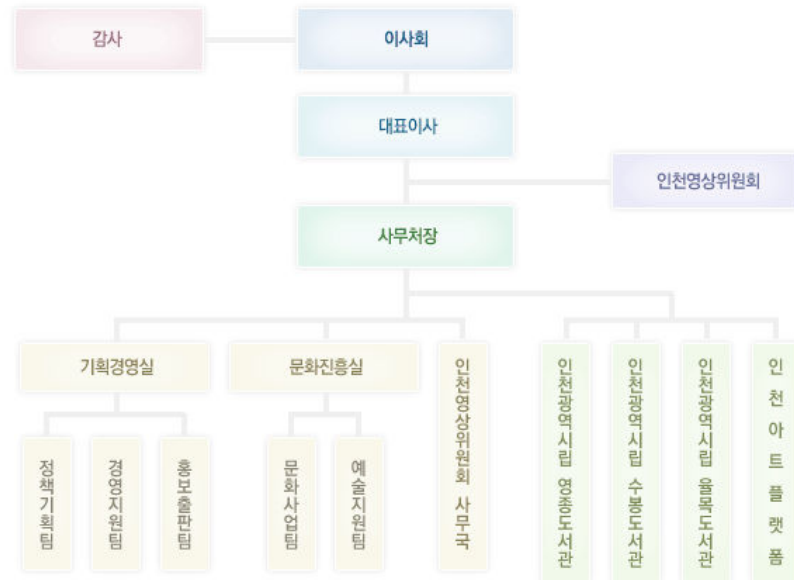 감사
이사회
대표이사
인천영상위원회
사무처장
기획경영실
문화진흥실
인천영상위원회 사무국
인천광역시립 영종도서관
인천광역시립 수봉도서관
인천광역시립 율목도서관
인천아트플랫폼
정책기획팀
경영지원팀
홍보출판팀
문화사업팀
예술지원팀